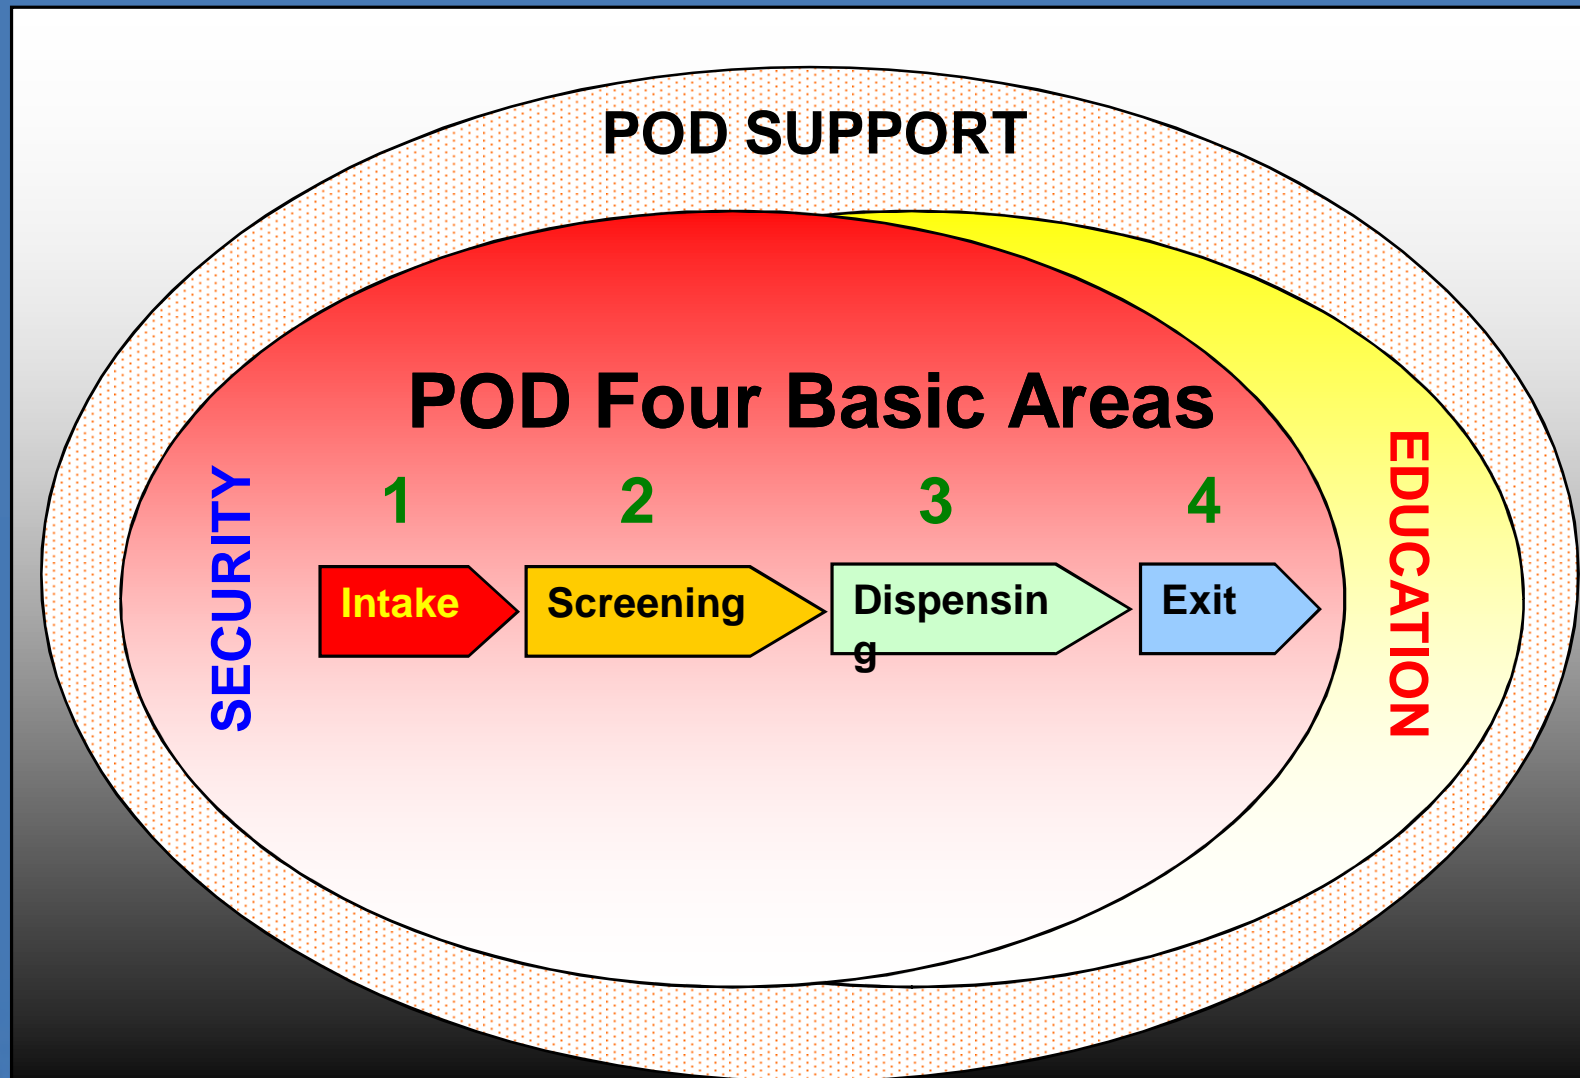 POD SUPPORT
POD Four Basic Areas
SECURITY
1 2 3 4
Intake
Screening
Dispensin
g
Exit
EDUCATION